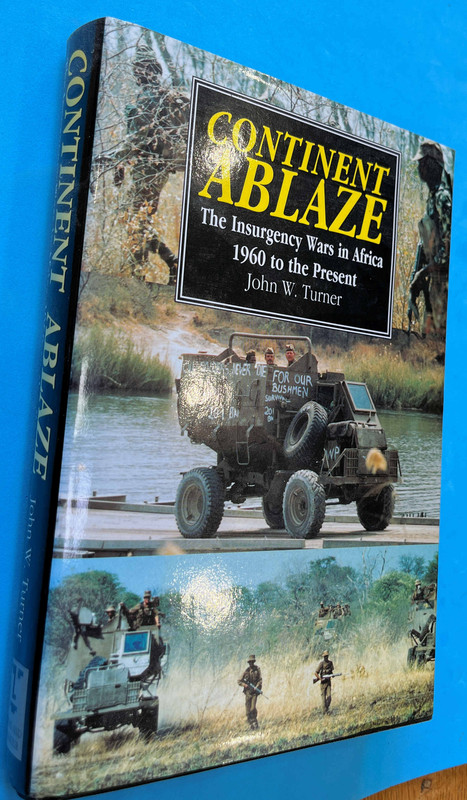 CONTINENT ABLAZE
John W. Turner
CONTINENT
ABLAZE
The Insurgency Wars in Africa
1960 to the Present
John W. Turner
FOR OUR
BUSHMEN
201